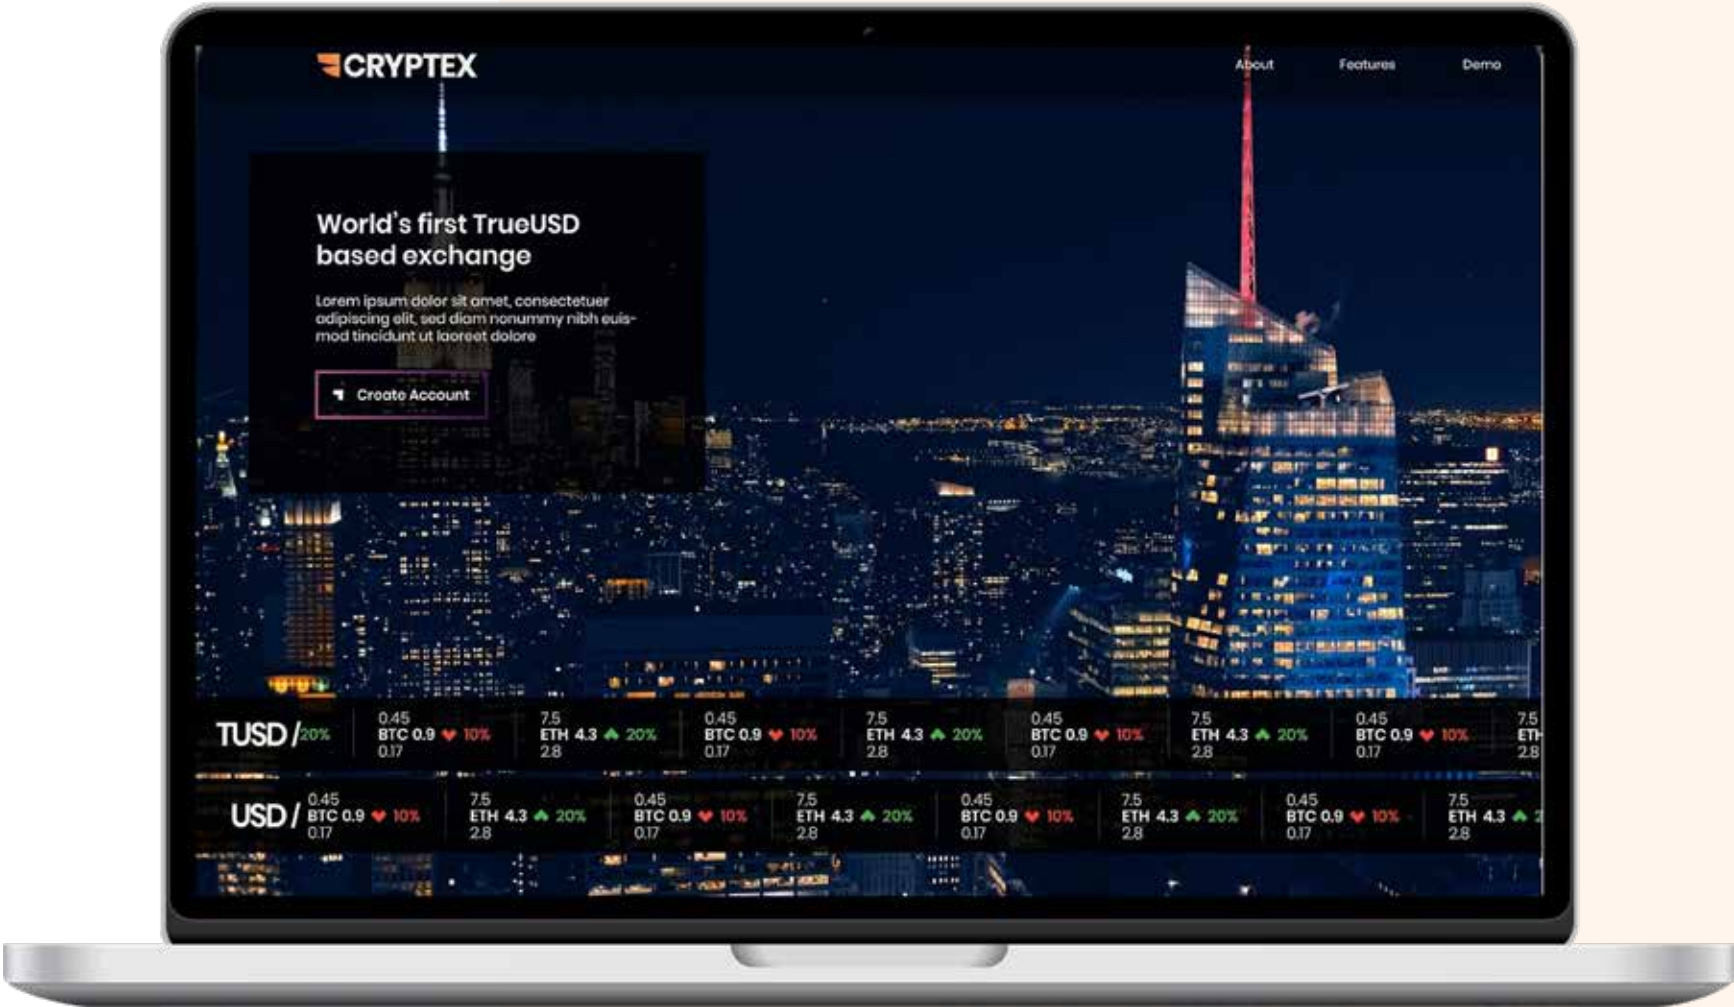 CRYPTEX
About Features Demo
World's first TrueUSD
based exchange
Lorem ipsum dolor sit amet, consectetuer
adipiscing elit, sed diam nonummy nibh euis-
mod tincidunt ut laoreet dolore
Create Account
0.45 7.5 0.45 7.5 0.45 7.5 0.45 7.5
TUSD / 20% BTC 0.9 10% ETH 4.3 20% BTC 0.9 10% ETH 4.3 20% BTC 0.9 10% ETH 4.3 20% BTC 0.9 10% ETH
0.17 2.8 0.17 2.8 0.17 2.8 0.17 2.8
0.45 7.5 0.45 7.5 0.45 7.5 0.45 7.5
USD / BTC 0.9 10% ETH 4.3 20% BTC 0.9 10% ETH 4.3 20% BTC 0.9 10% ETH 4.3 20% BTC 0.9 10% ETH 4.3
0.17 2.8 0.17 2.8 0.17 2.8 0.17 2.8